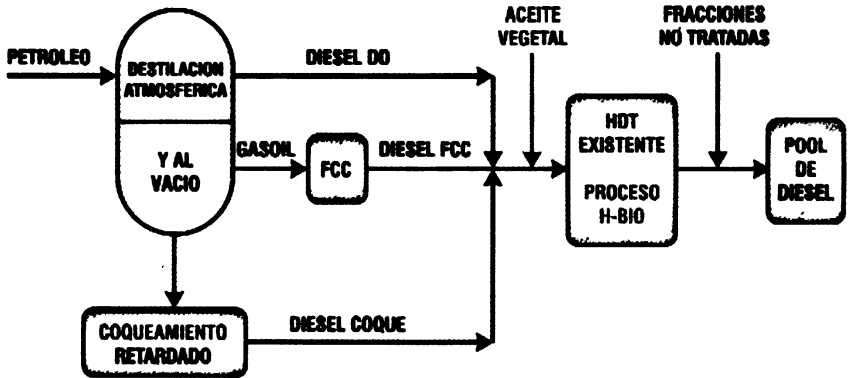 PETROLEO
DESTILACION
ATMOSFERICA
Y AL
VACIO
DIESEL DO
GASOIL
FCC
DIESEL FCC
COQUEAMIENTO
RETARDADO
DIESEL COQUE
ACEITE
VEGETAL
HDT
EXISTENTE
PROCESO
H-BIO
FRACCIONES
NO TRATADAS
POOL
DE
DIESEL